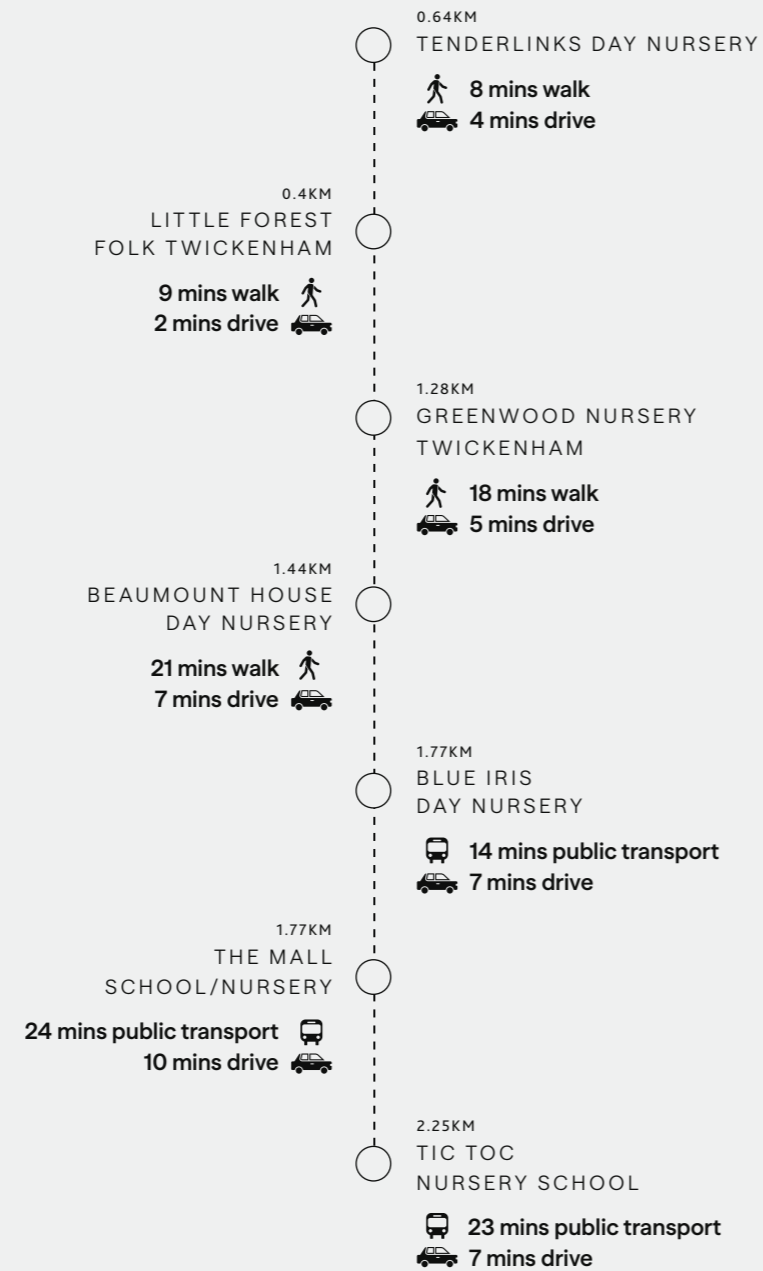 0.64KM
TENDERLINKS DAY NURSERY
8 mins walk
4 mins drive
0.4KM
LITTLE FOREST
FOLK TWICKENHAM
9 mins walk
2 mins drive
1.28KM
GREENWOOD NURSERY
TWICKENHAM
18 mins walk
5 mins drive
1.44KM
BEAUMOUNT HOUSE
DAY NURSERY
21 mins walk
7 mins drive
1.77KM
BLUE IRIS
DAY NURSERY
14 mins public transport
7 mins drive
1.77KM
THE MALL
SCHOOL/NURSERY
24 mins public transport
10 mins drive
2.25KM
TIC TOC
NURSERY SCHOOL
23 mins public transport
7 mins drive